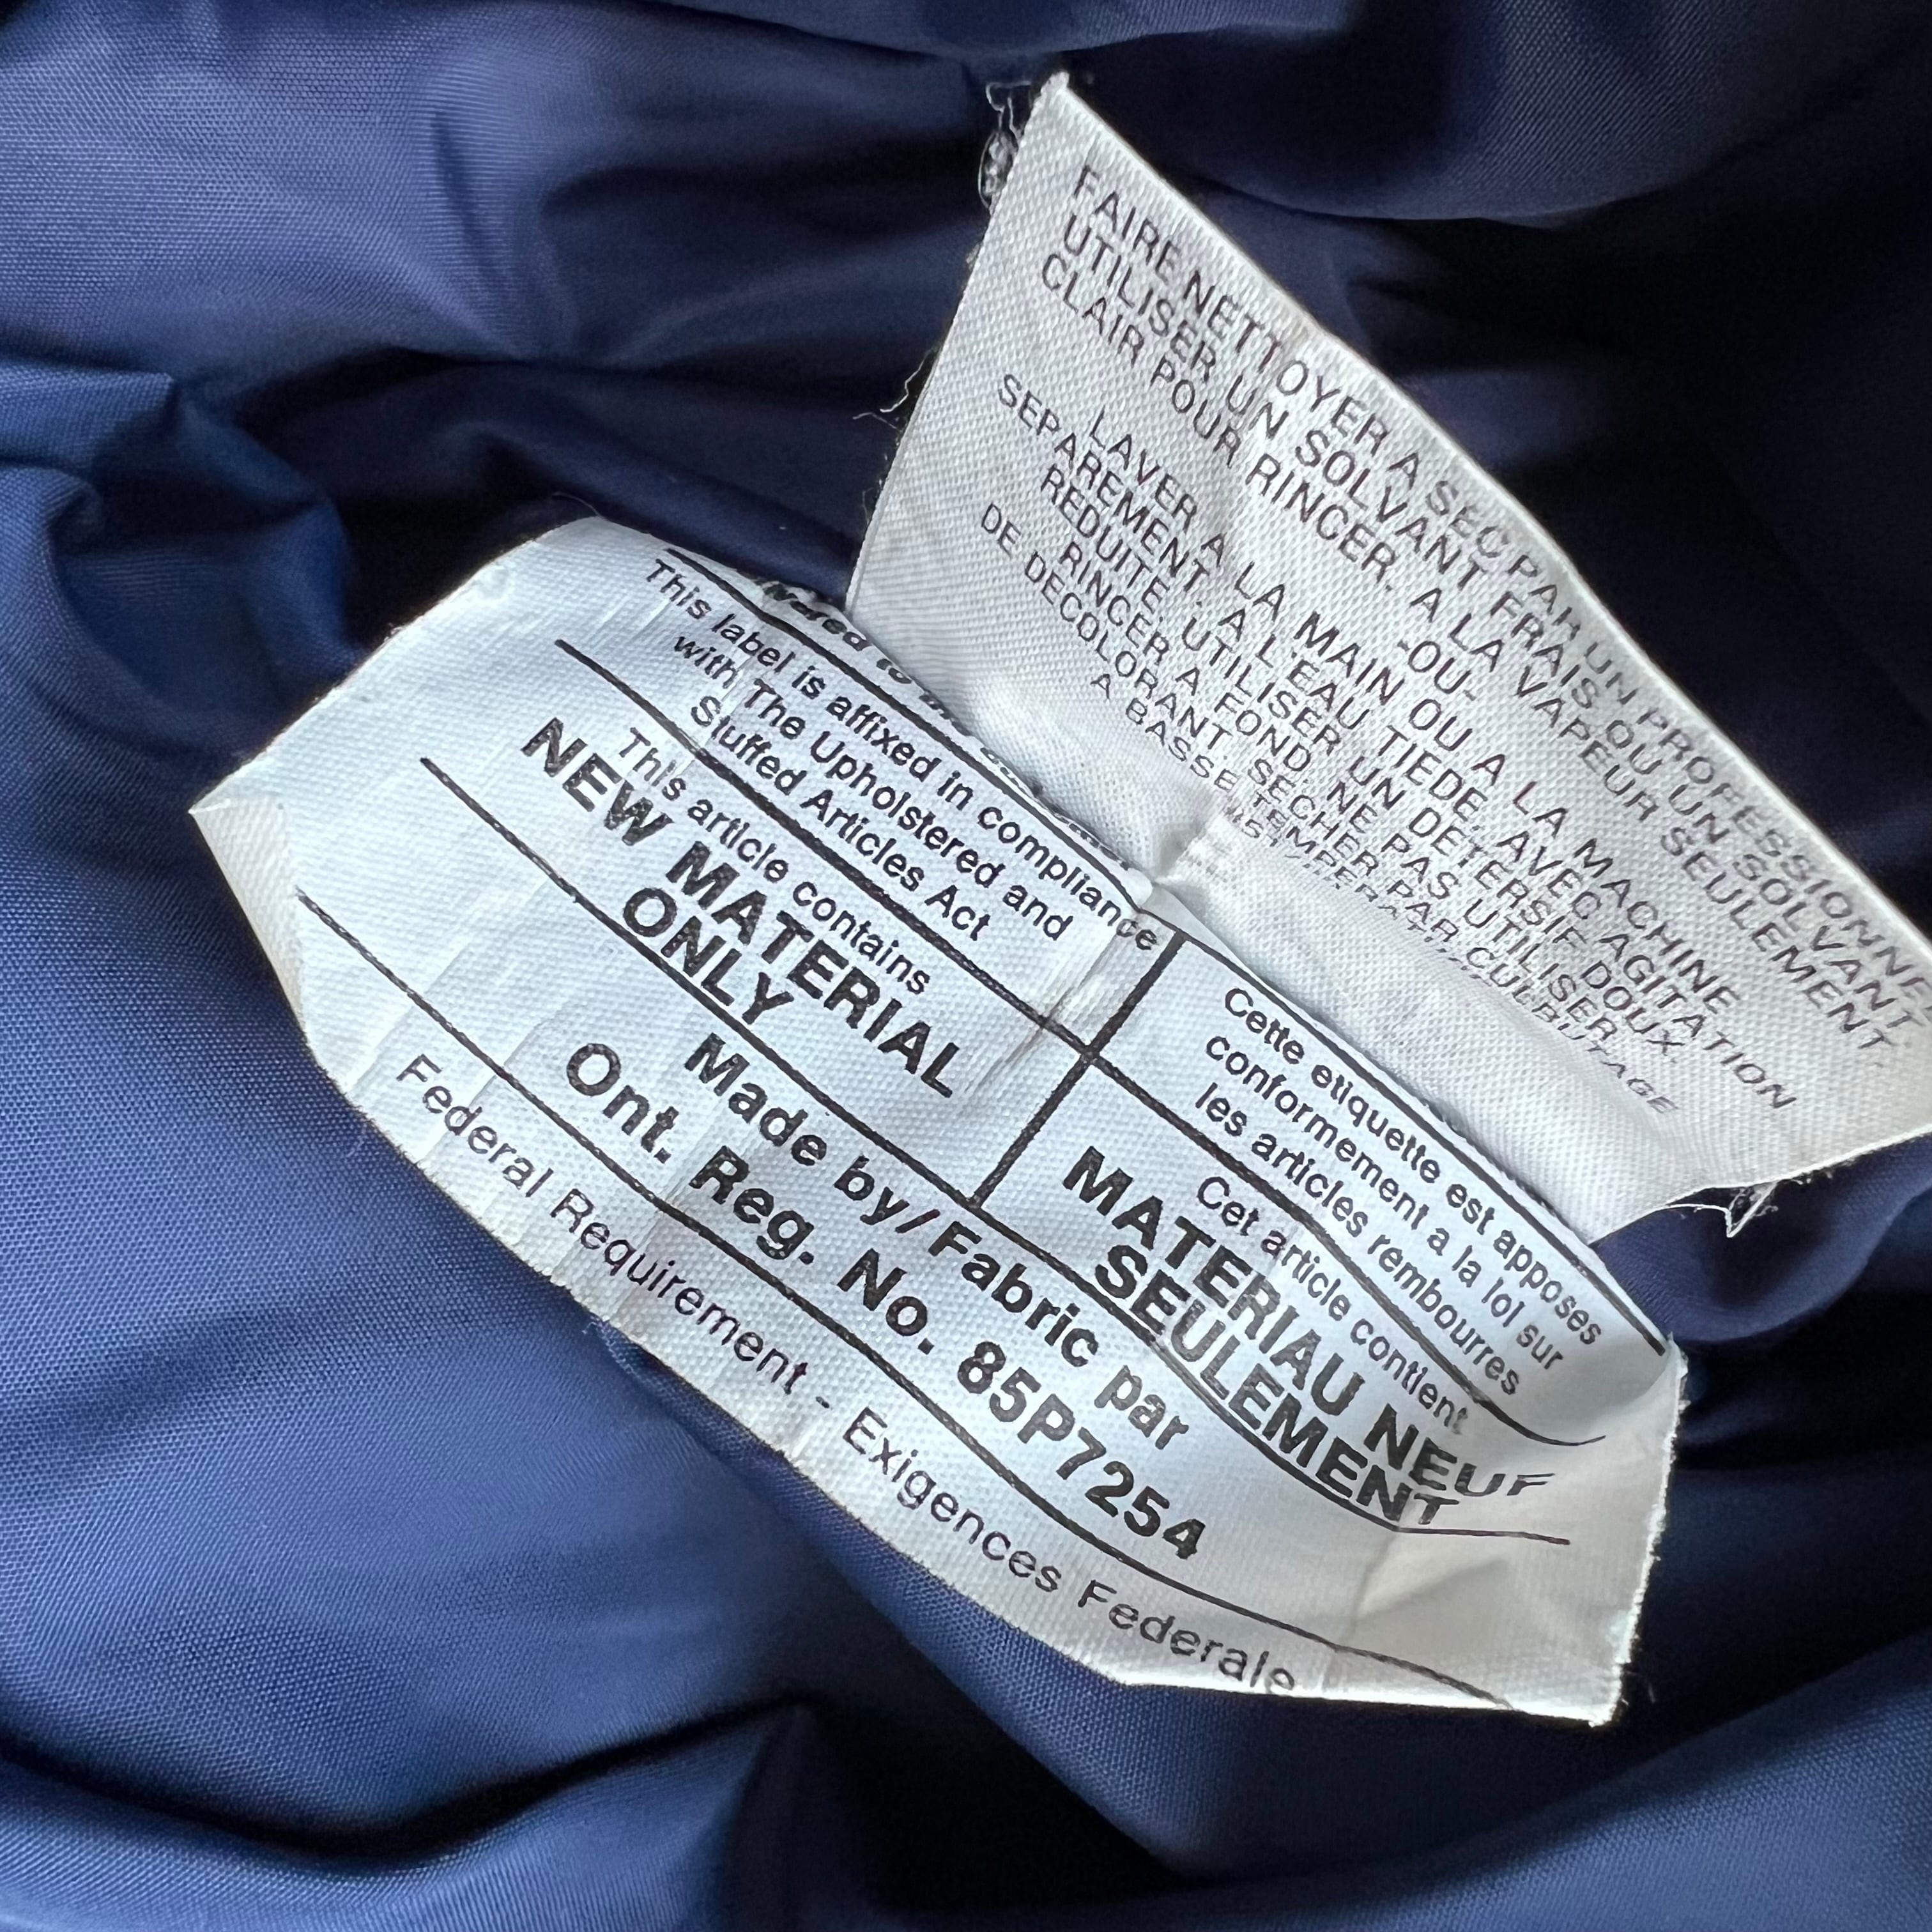 FAIRE NETTOYER A SEC PAR UN PROFESSIONNEL
UTILISER UN SOLVANT FRAIS OU UN SOLVANT
CLAIR POUR RINCER. A LA VAPEUR SEULEMENT.
-OU-
LAVER A LA MAIN OU A LA MACHINE
SEPAREMENT, A L'EAU TIEDE, AVEC AGITATION
REDUITE. UTILISER UN DETERSIF DOUX.
RINCER A FOND. NE PAS UTILISER
DE DECOLORANT. SECHER PAR CULBUTAGE
A BASSE TEMPERATURE
This label is affixed in compliance
with The Upholstered and
Stuffed Articles Act
Cette etiquette est apposes
conformement a la loi sur
les articles rembourres
This article contains
NEW MATERIAL
ONLY
Cet article contient
MATERIAU NEUF
SEULEMENT
Made by/Fabric par
Ont. Reg. No. 85P7254
Federal Requirement - Exigences Federale